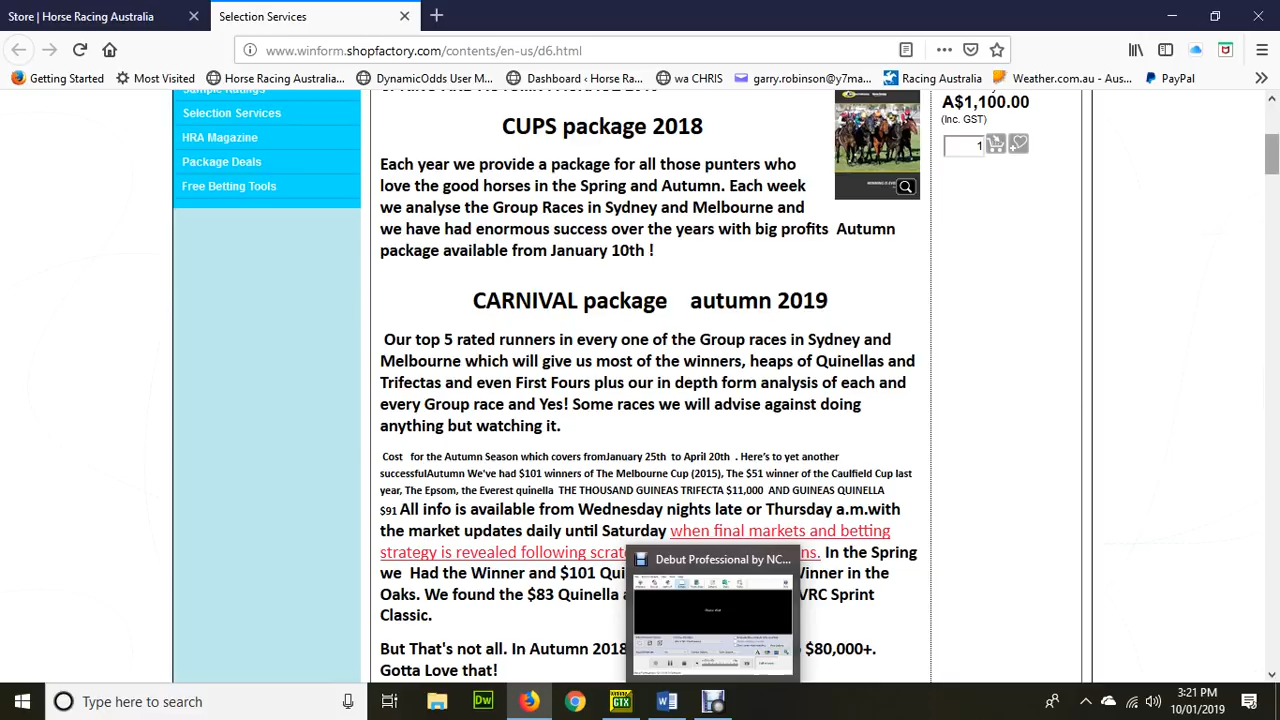 Store | Horse Racing Australia
Selection Services
www.winform.shopfactory.com/contents/en-us/d6.html
Getting Started
Most Visited
Horse Racing Australia...
DynamicOdds User M...
Dashboard ‹ Horse Ra...
wa CHRIS
garry.robinson@y7ma...
Racing Australia
Weather.com.au - Aus...
PayPal
Sample Ratings
Selection Services
HRA Magazine
Package Deals
Free Betting Tools
CUPS package 2018
Each year we provide a package for all those punters who
love the good horses in the Spring and Autumn. Each week
we analyse the Group Races in Sydney and Melbourne and
we have had enormous success over the years with big profits Autumn
package available from January 10th !
CARNIVAL package autumn 2019
Our top 5 rated runners in every one of the Group races in Sydney and
Melbourne which will give us most of the winners, heaps of Quinellas and
Trifectas and even First Fours plus our in depth form analysis of each and
every Group race and Yes! Some races we will advise against doing
anything but watching it.
Cost for the Autumn Season which covers fromJanuary 25th to April 20th . Here's to yet another
successfulAutumn We've had $101 winners of The Melbourne Cup (2015), The $51 winner of the Caulfield Cup last
year, The Epsom, the Everest quinella THE THOUSAND GUINEAS TRIFECTA $11,000 AND GUINEAS QUINELLA
$91 All info is available from Wednesday nights late or Thursday a.m.with
the market updates daily until Saturday when final markets and betting
strategy is revealed following scrat ns. In the Spring
we Had the Winner and $101 Qui Winner in the
Oaks. We found the $83 Quinella VRC Sprint
Classic.
But That's not all. In Autumn 2018 $80,000+.
Gotta Love that!
A$1,100.00
(Inc. GST)
1
Debut Professional by NC...
Type here to search
Dw
GTX
3:21 PM
10/01/2019